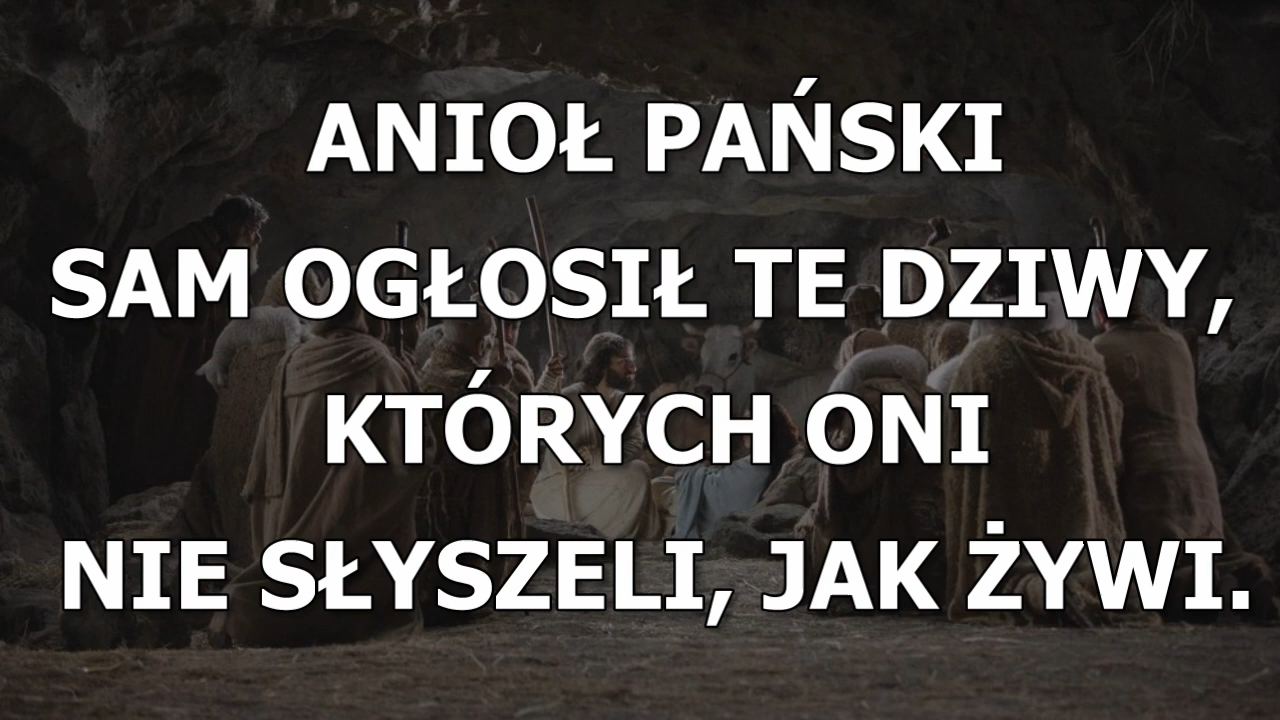 ANIOŁ PAŃSKI
SAM OGŁOSIŁ TE DZIWY,
KTÓRYCH ONI
NIE SŁYSZELI, JAK ŻYWI.